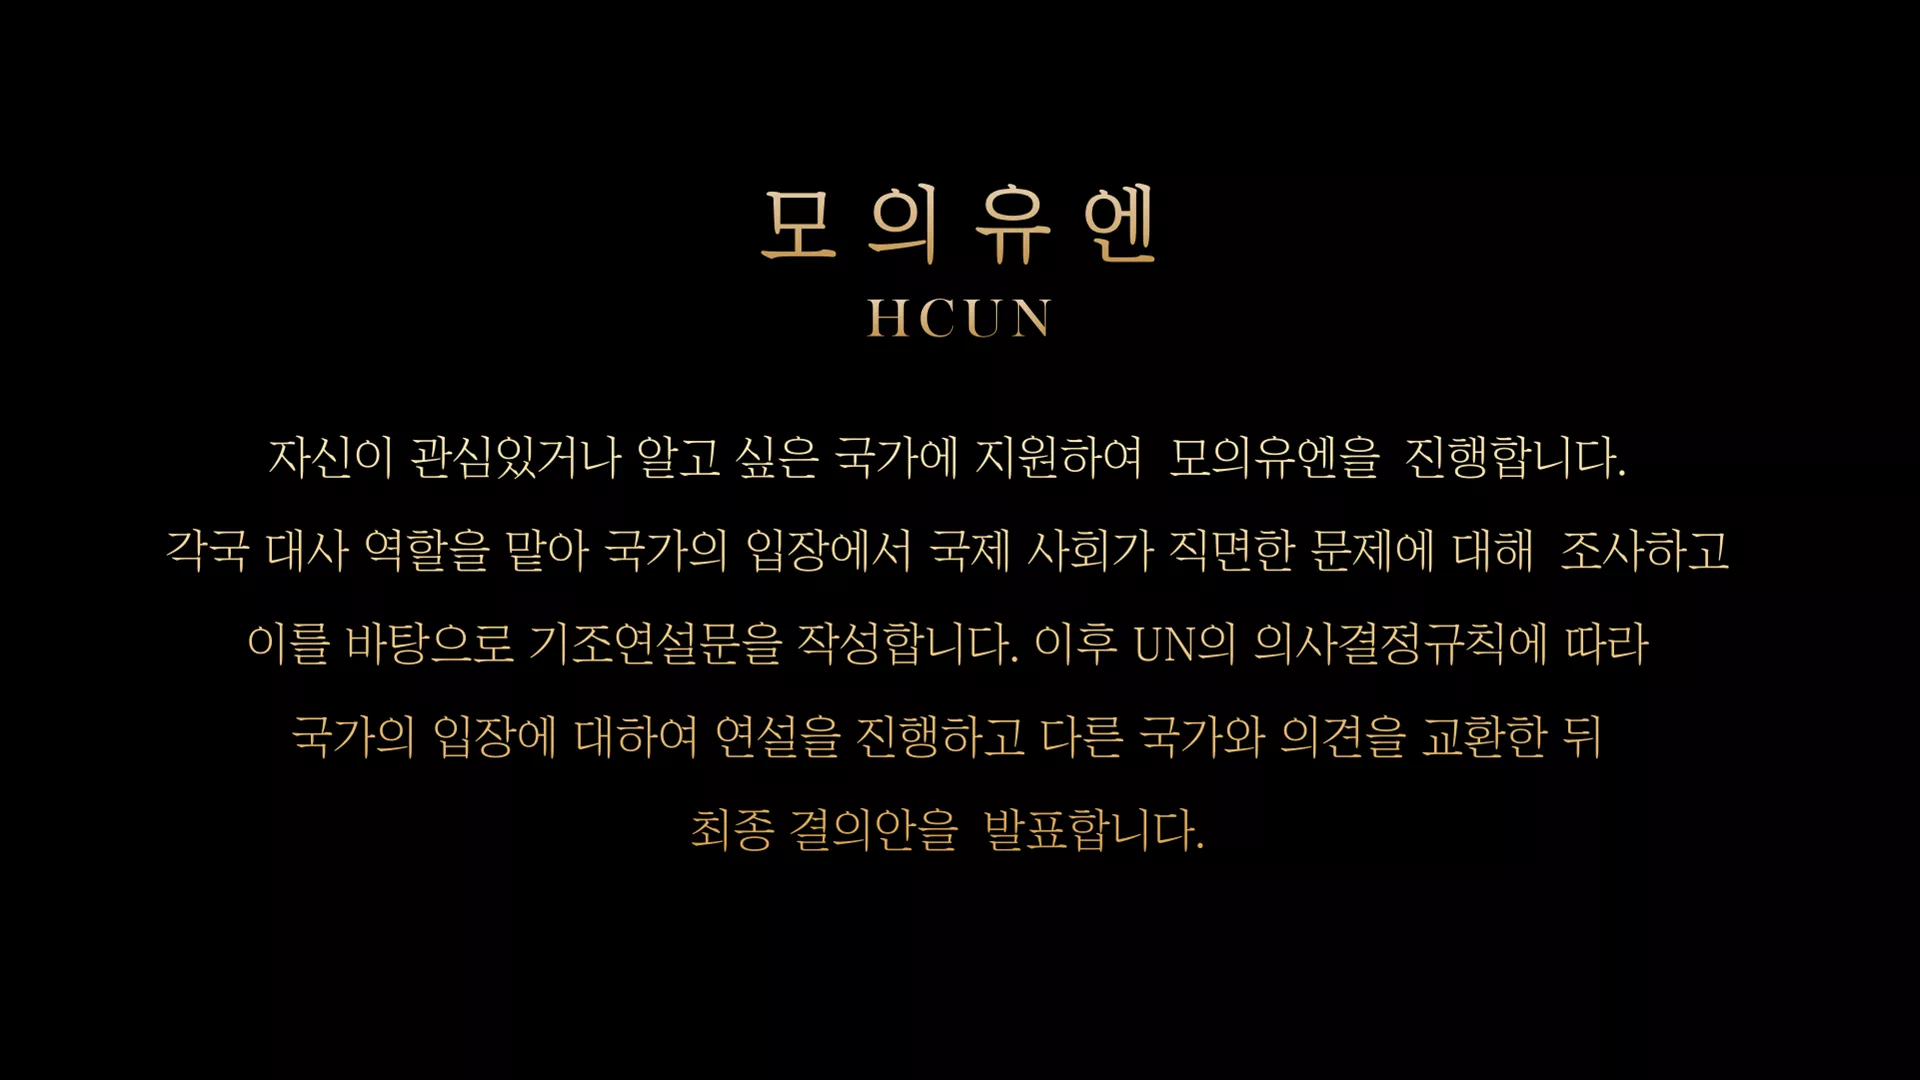 모의유엔
HCUN
자신이 관심있거나 알고 싶은 국가에 지원하여 모의유엔을 진행합니다.
각국 대사 역할을 맡아 국가의 입장에서 국제 사회가 직면한 문제에 대해 조사하고
이를 바탕으로 기조연설문을 작성합니다. 이후 UN의 의사결정규칙에 따라
국가의 입장에 대하여 연설을 진행하고 다른 국가와 의견을 교환한 뒤
최종 결의안을 발표합니다.